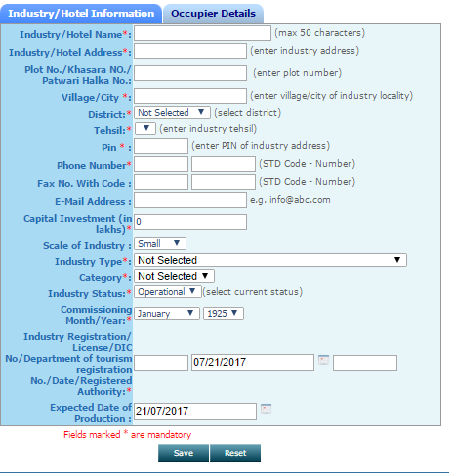 Industry/Hotel Information Occupier Details
Industry/Hotel Name*: (max 50 characters)
Industry/Hotel Address*: (enter industry address)
Plot No./Khasara NO./
Patwari Halka No.: (enter plot number)
Village/City *: (enter village/city of industry locality)
District:* Not Selected (select district)
Tehsil:* (enter industry tehsil)
Pin * : (enter PIN of industry address)
Phone Number* (STD Code - Number)
Fax No. With Code : (STD Code - Number)
E-Mail Address : e.g. info@abc.com
Capital Investment (in
lakhs)* 0
Scale of Industry : Small
Industry Type*: Not Selected
Category*: Not Selected
Industry Status:* Operational (select current status)
Commissioning
Month/Year:* January 1925
Industry Registration/
License/DIC
No/Department of tourism
registration 07/21/2017
No./Date/Registered
Authority:*
Expected Date of
Production : 21/07/2017
Fields marked * are mandatory
Save Reset